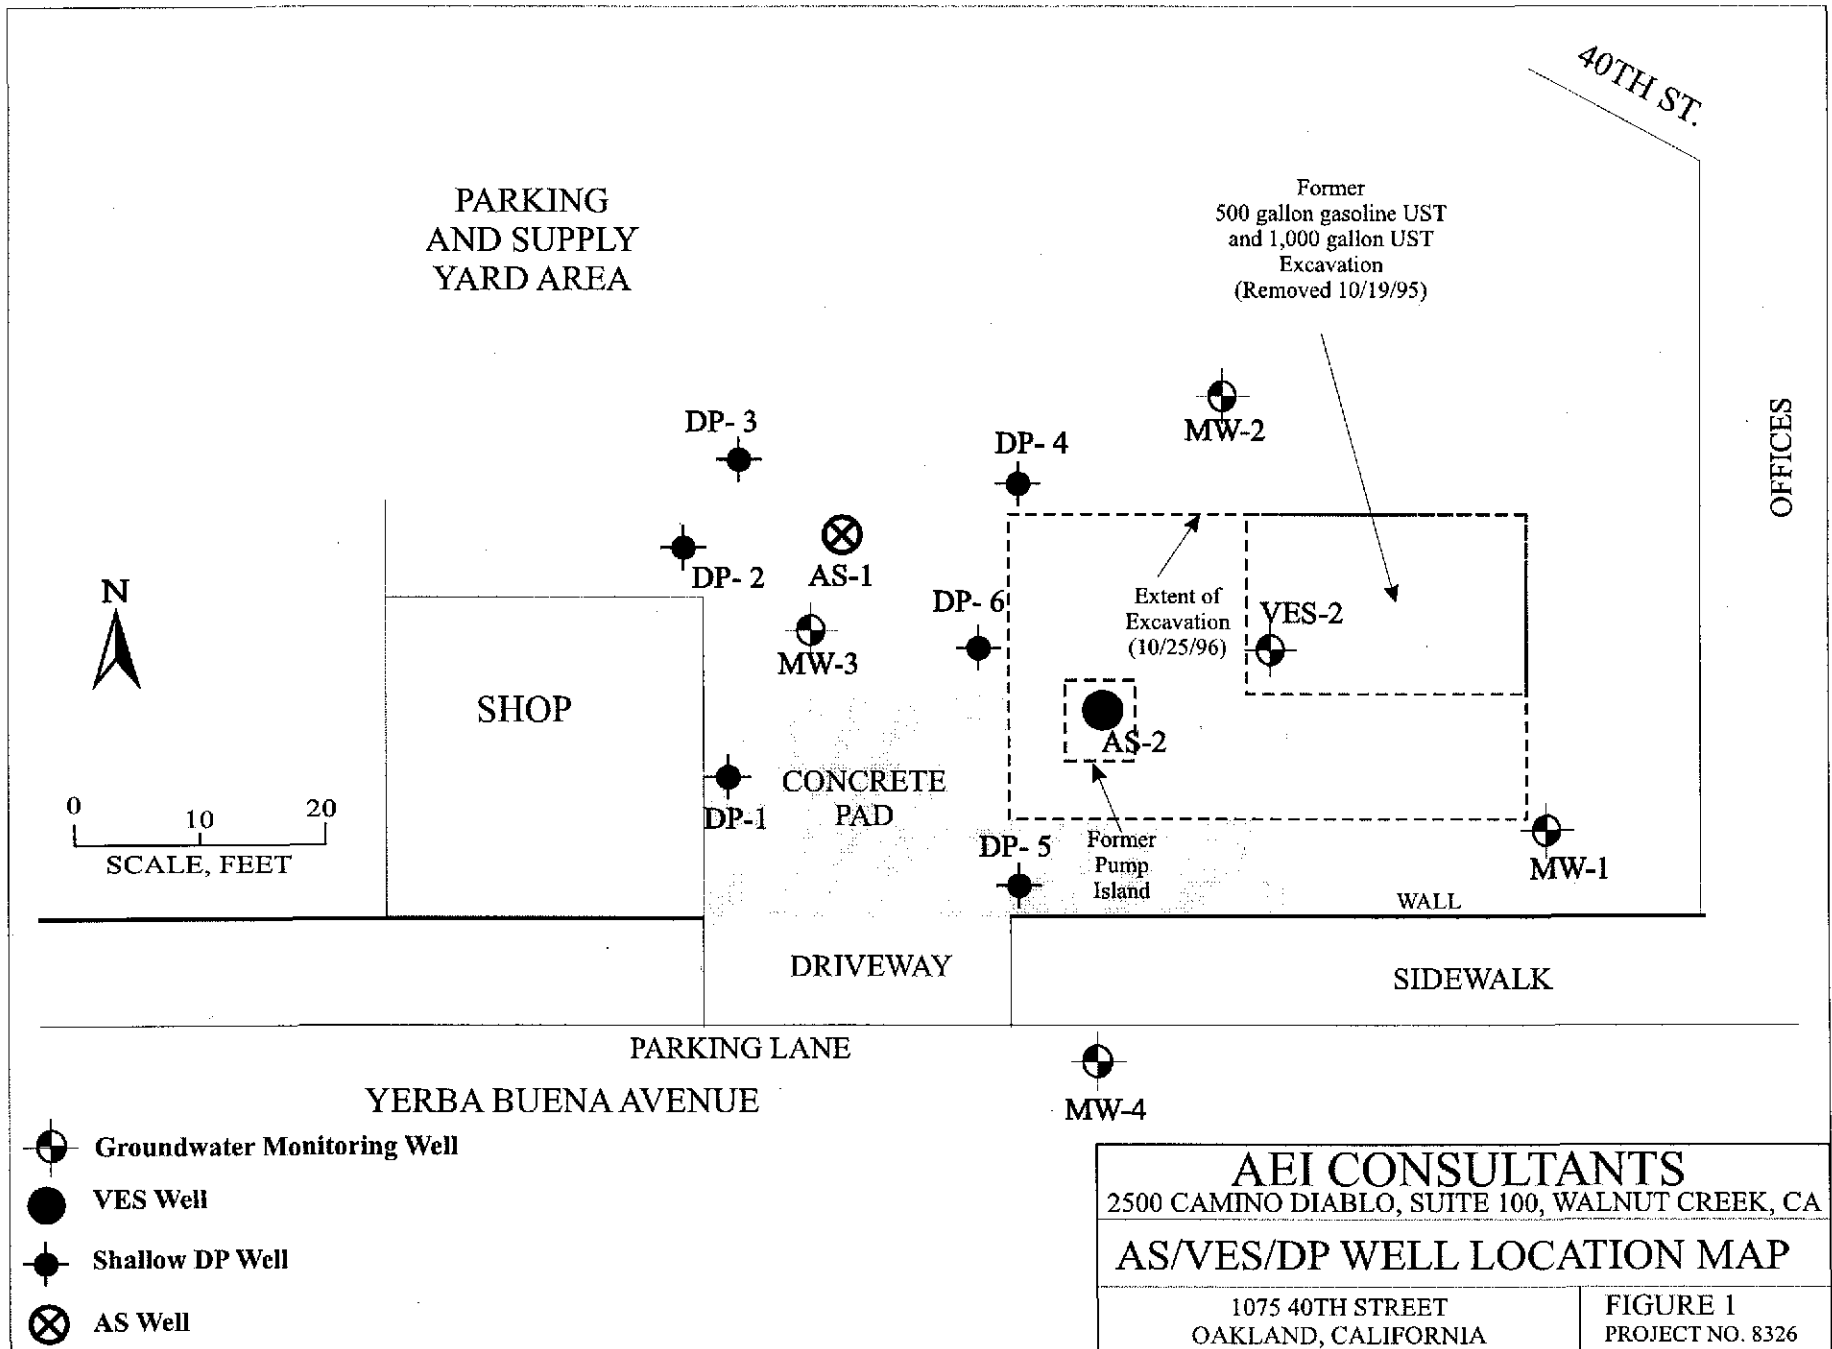 40TH ST.
PARKING
AND SUPPLY
YARD AREA
Former
500 gallon gasoline UST
and 1,000 gallon UST
Excavation
(Removed 10/19/95)
OFFICES
MW-2
DP- 3
DP- 4
DP- 2
AS-1
DP- 6
Extent of
Excavation
(10/25/96)
VES-2
N
MW-3
SHOP
AS-2
CONCRETE
PAD
DP-1
0
10
20
SCALE, FEET
DP- 5
Former
Pump
Island
MW-1
WALL
DRIVEWAY
SIDEWALK
PARKING LANE
YERBA BUENA AVENUE
MW-4
Groundwater Monitoring Well
VES Well
Shallow DP Well
AS Well
AEI CONSULTANTS
2500 CAMINO DIABLO, SUITE 100, WALNUT CREEK, CA
AS/VES/DP WELL LOCATION MAP
1075 40TH STREET
OAKLAND, CALIFORNIA
FIGURE 1
PROJECT NO. 8326